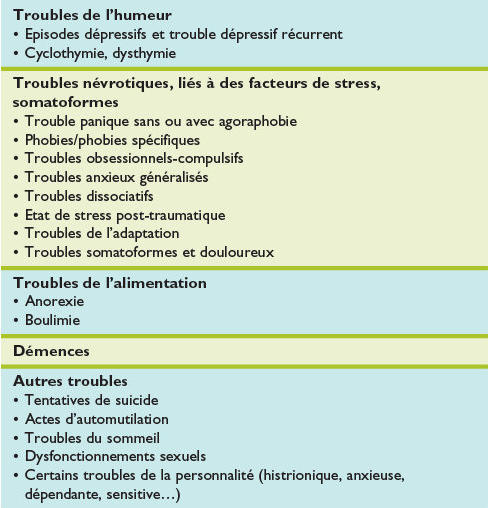 Troubles de l’humeur
• Episodes dépressifs et trouble dépressif récurrent
• Cyclothymie, dysthymie
Troubles névrotiques, liés à des facteurs de stress,
somatoformes
• Trouble panique sans ou avec agoraphobie
• Phobies/phobies spécifiques
• Troubles obsessionnels-compulsifs
• Troubles anxieux généralisés
• Troubles dissociatifs
• Etat de stress post-traumatique
• Troubles de l’adaptation
• Troubles somatoformes et douloureux
Troubles de l’alimentation
• Anorexie
• Boulimie
Démences
Autres troubles
• Tentatives de suicide
• Actes d’automutilation
• Troubles du sommeil
• Dysfonctionnements sexuels
• Certains troubles de la personnalité (histrionique, anxieuse,
dépendante, sensitive…)